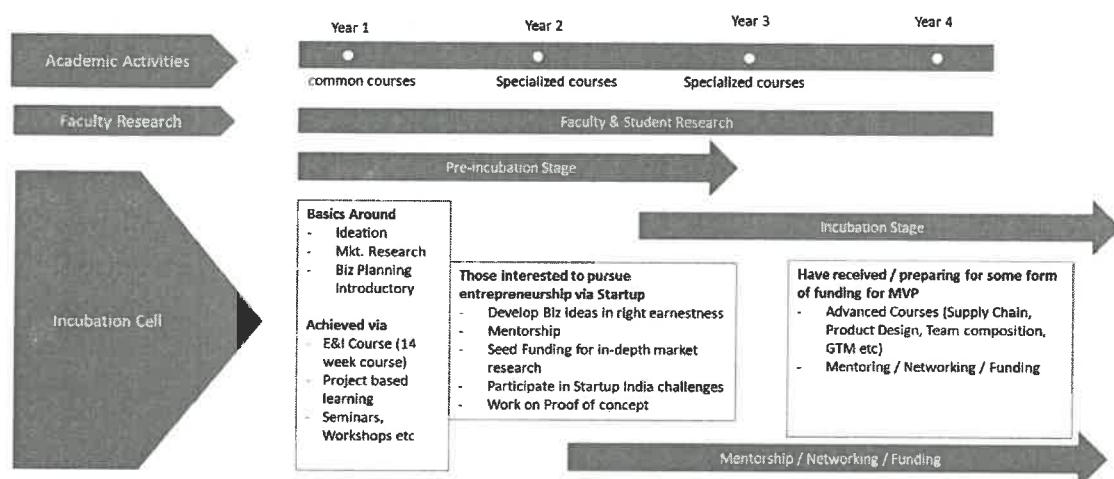 Year 1
Year 2
Year 3
Year 4
Academic Activities
common courses
Specialized courses
Specialized courses
Faculty Research
Faculty & Student Research
Pre-incubation Stage
Incubation Stage
Incubation Cell
Basics Around
- Ideation
- Mkt. Research
- Biz Planning
Introductory
Achieved via
- E&I Course (14
week course)
- Project based
learning
- Seminars,
Workshops etc
Those interested to pursue
entrepreneurship via Startup
- Develop Biz ideas in right earnestness
- Mentorship
- Seed Funding for in-depth market
research
- Participate in Startup India challenges
- Work on Proof of concept
Have received / preparing for some form
of funding for MVP
- Advanced Courses (Supply Chain,
Product Design, Team composition,
GTM etc)
- Mentoring / Networking / Funding
Mentorship / Networking / Funding